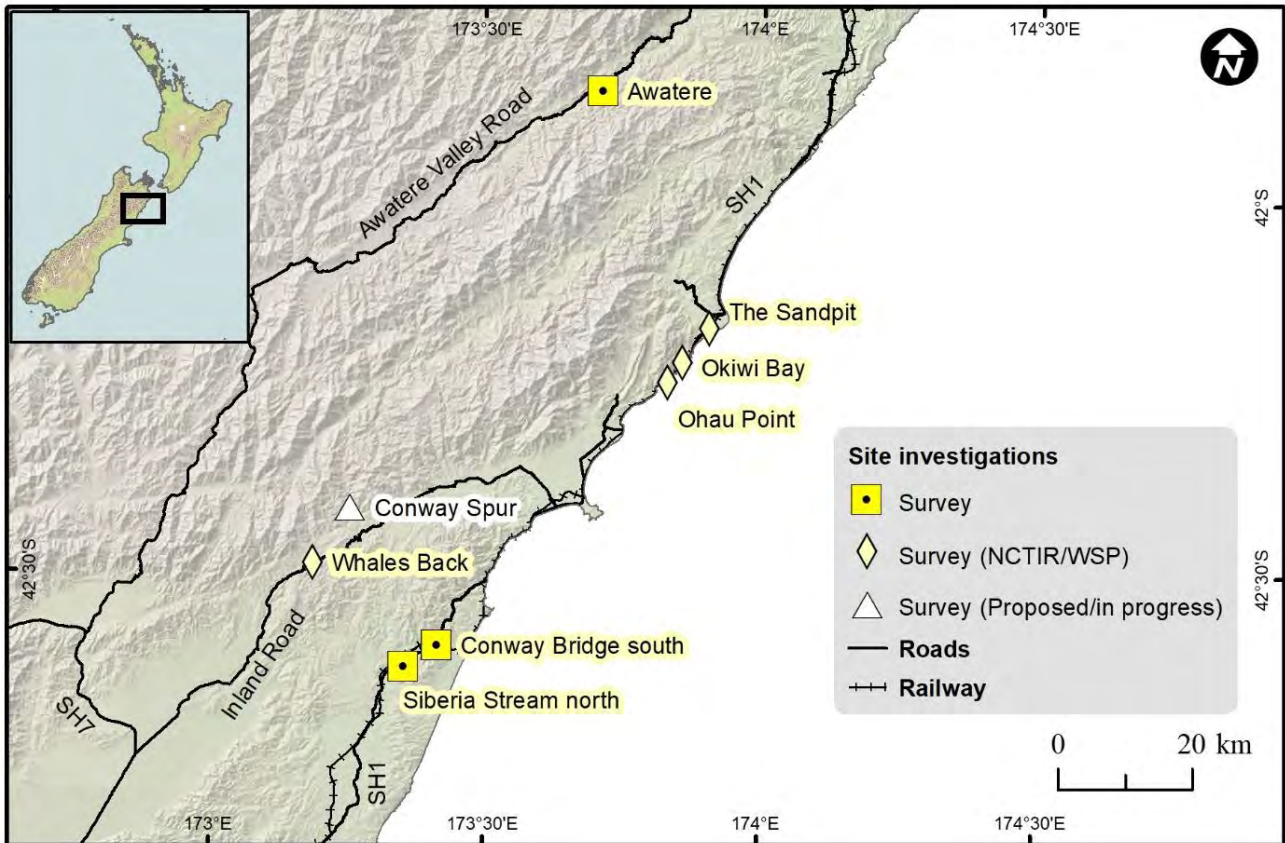 173°30'E
174°E
174°30'E
N
Awatere
Awatere Valley Road
SH1
42°S
The Sandpit
Okiwi Bay
Ohau Point
Conway Spur
Whales Back
42°30'S
42°30'S
Inland Road
Conway Bridge south
Siberia Stream north
SH7
SH1
Site investigations
Survey
Survey (NCTIR/WSP)
Survey (Proposed/in progress)
Roads
Railway
0 20 km
173°E
173°30'E
174°E
174°30'E